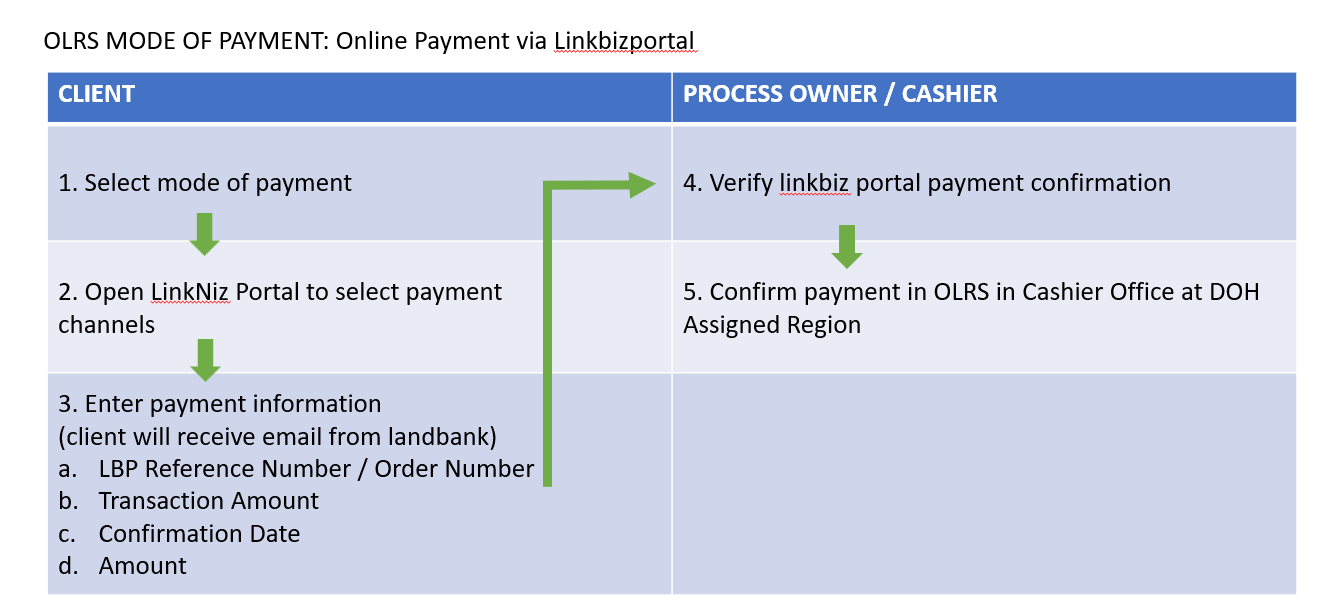 OLRS MODE OF PAYMENT: Online Payment via Linkbizportal
CLIENT
PROCESS OWNER / CASHIER
1. Select mode of payment
4. Verify linkbiz portal payment confirmation
2. Open LinkNiz Portal to select payment
channels
5. Confirm payment in OLRS in Cashier Office at DOH
Assigned Region
3. Enter payment information
(client will receive email from landbank)
a. LBP Reference Number / Order Number
b. Transaction Amount
c. Confirmation Date
d. Amount